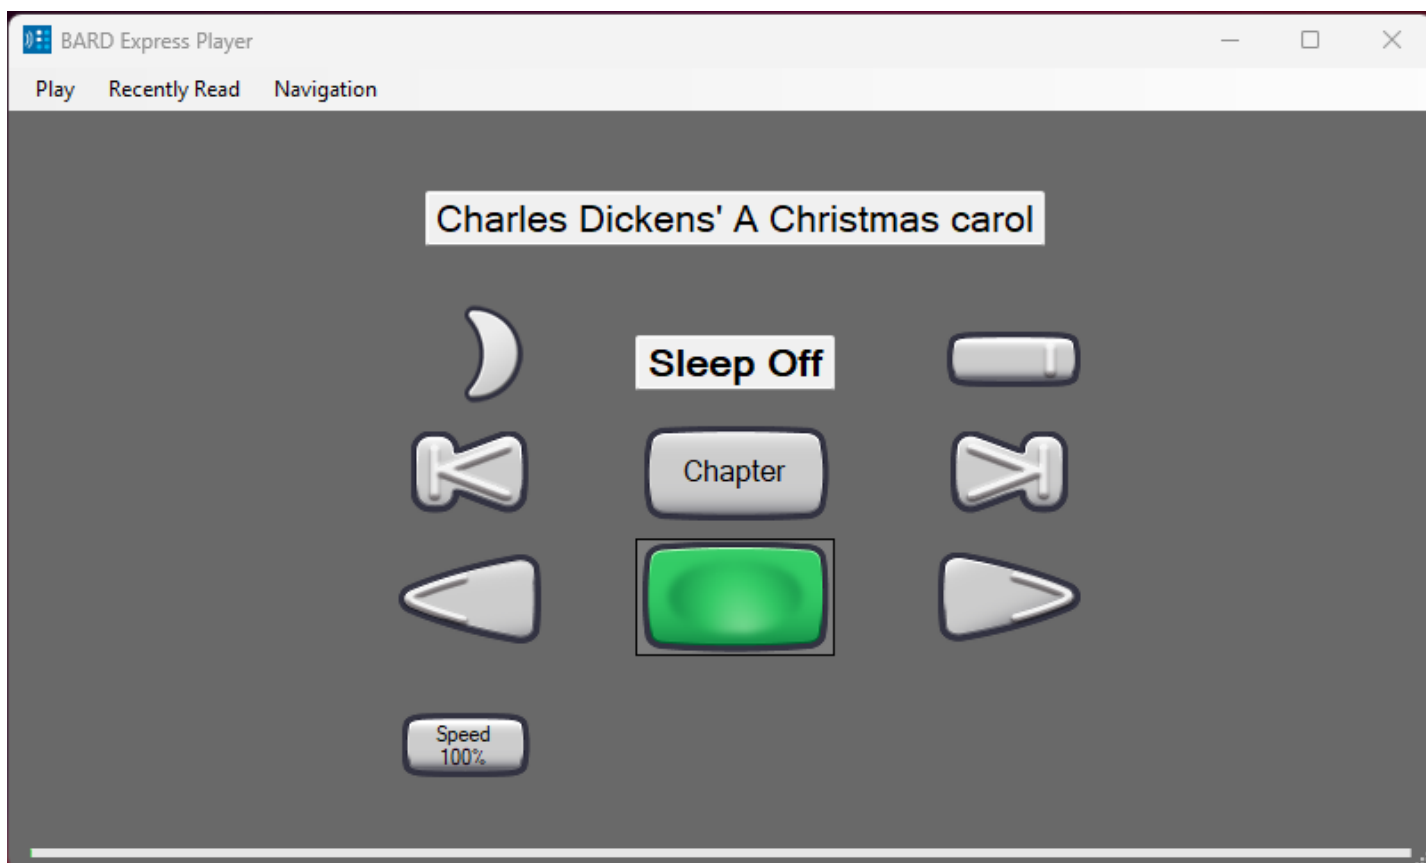 BARD Express Player
Play Recently Read Navigation
Charles Dickens' A Christmas carol
Sleep Off
Chapter
Speed
100%